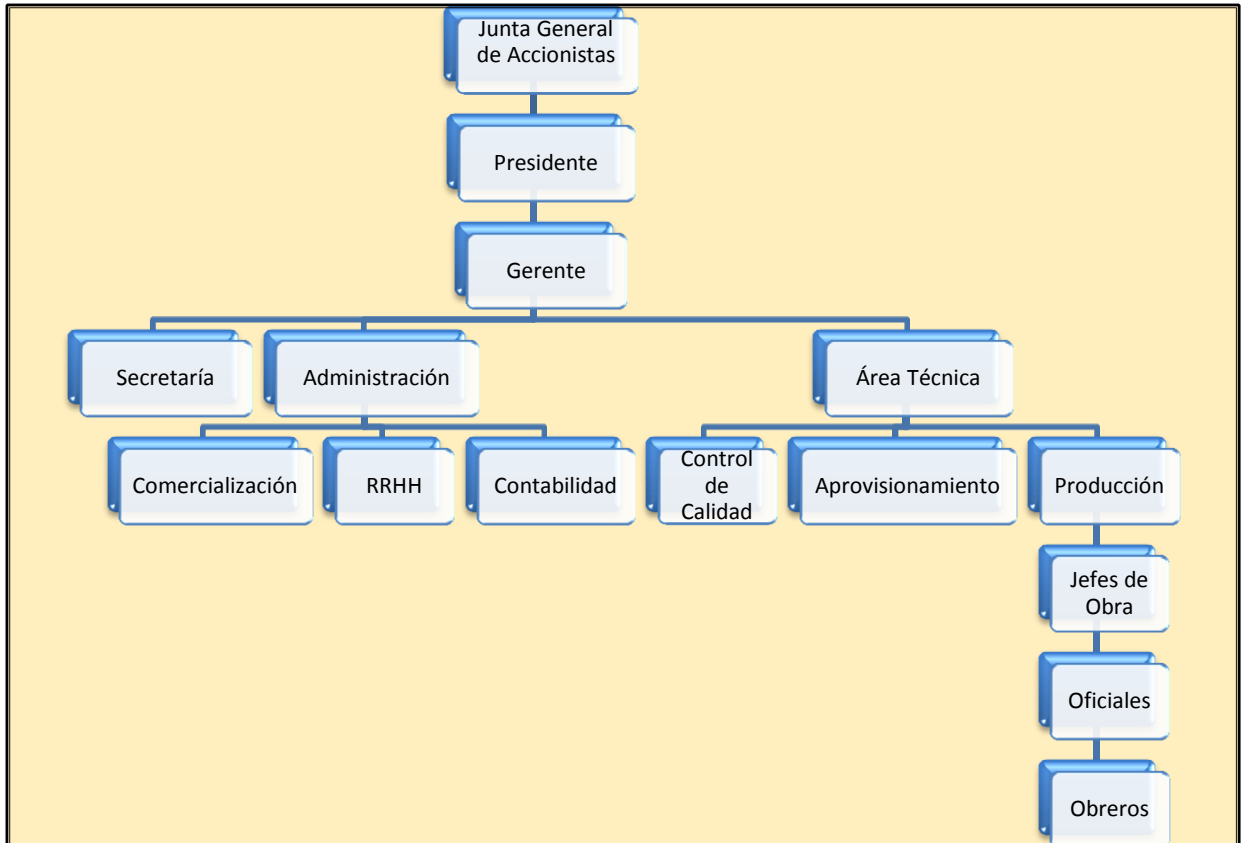 Junta General
de Accionistas
Presidente
Gerente
Secretaría
Administración
Área Técnica
Comercialización
RRHH
Contabilidad
Control
de
Calidad
Aprovisionamiento
Producción
Jefes de
Obra
Oficiales
Obreros